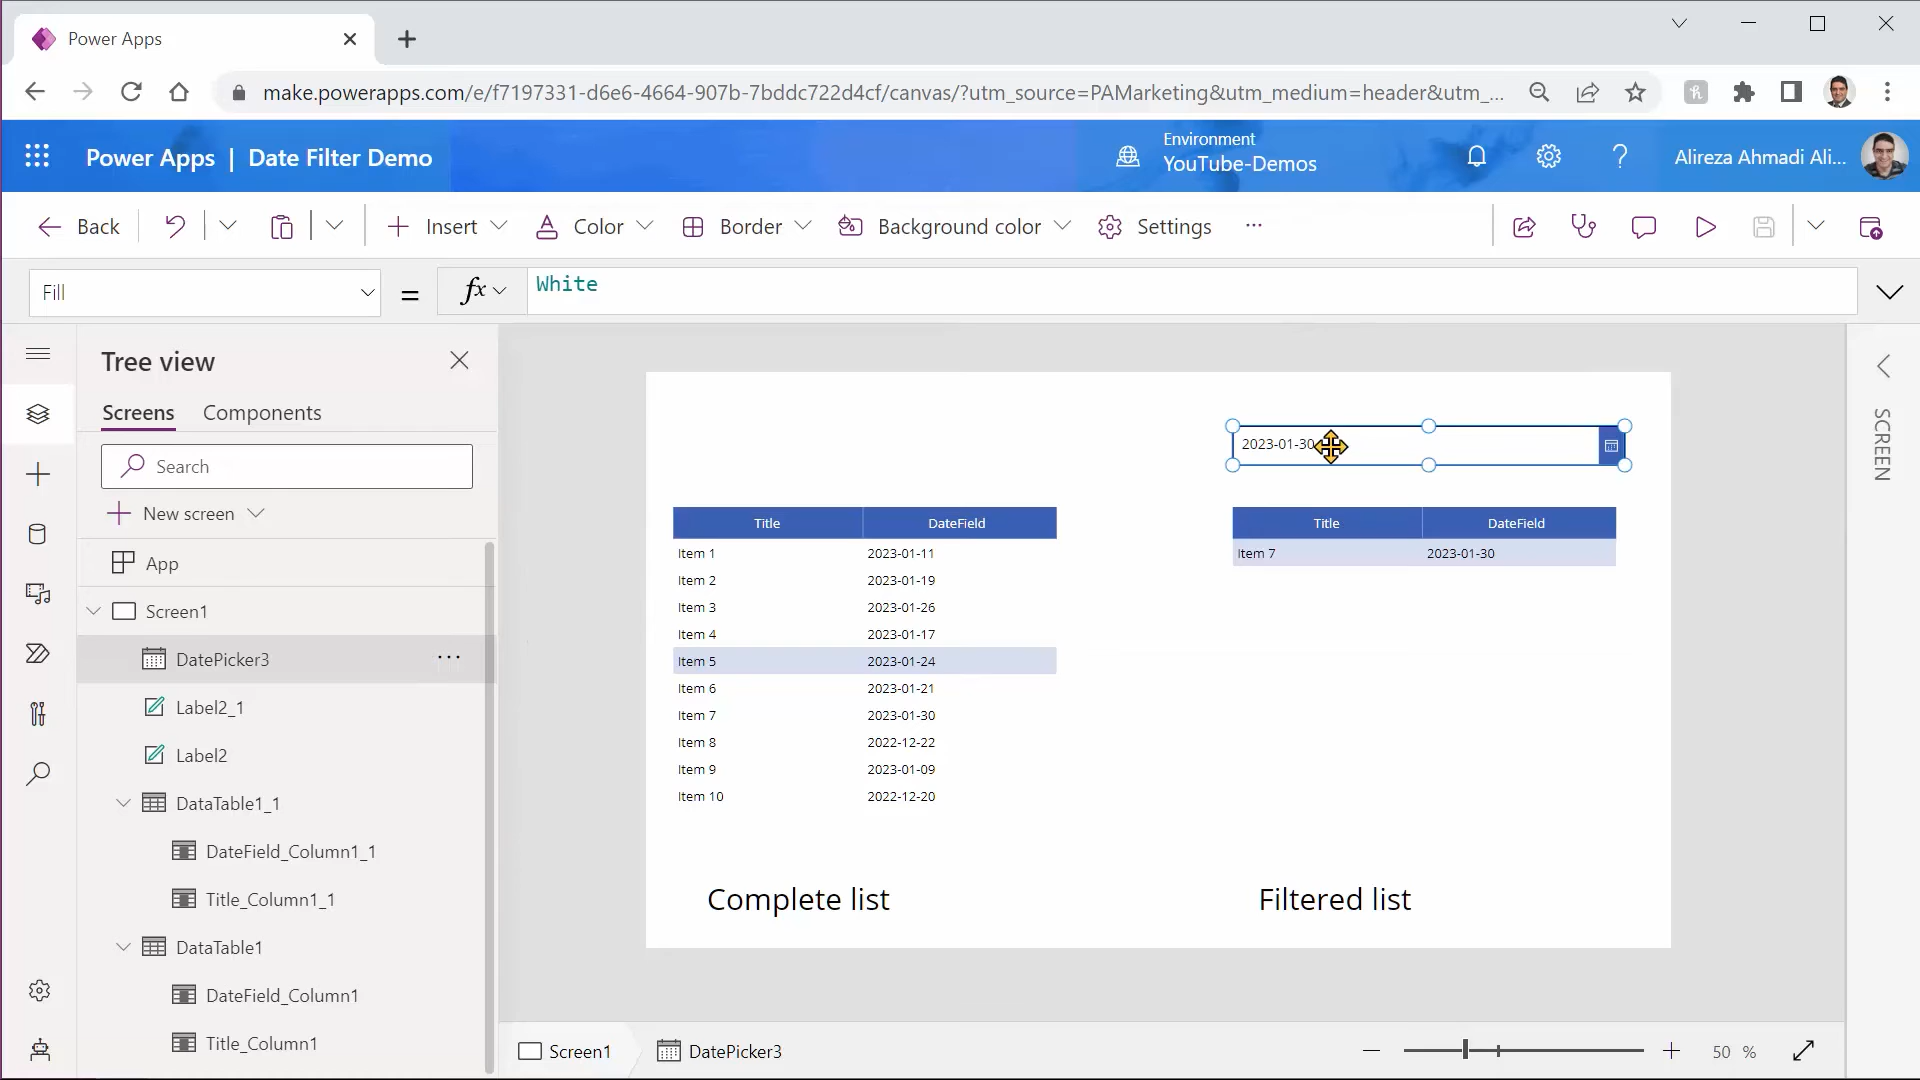 Power Apps
make.powerapps.com/e/f7197331-d6e6-4664-907b-7bddc722d4cf/canvas/?utm_source=PAMarketing&utm_medium=header&utm_...
Power Apps | Date Filter Demo
Environment
YouTube-Demos
Alireza Ahmadi Ali...
Back
Insert
Color
Border
Background color
Settings
Fill
=
fx
White
Tree view
Screens
Components
Search
New screen
App
Screen1
DatePicker3
Label2_1
Label2
DataTable1_1
DateField_Column1_1
Title_Column1_1
DataTable1
DateField_Column1
Title_Column1
2023-01-30
Title DateField
Item 1 2023-01-11
Item 2 2023-01-19
Item 3 2023-01-26
Item 4 2023-01-17
Item 5 2023-01-24
Item 6 2023-01-21
Item 7 2023-01-30
Item 8 2022-12-22
Item 9 2023-01-09
Item 10 2022-12-20
Title DateField
Item 7 2023-01-30
Complete list
Filtered list
SCREEN
Screen1
DatePicker3
50 %